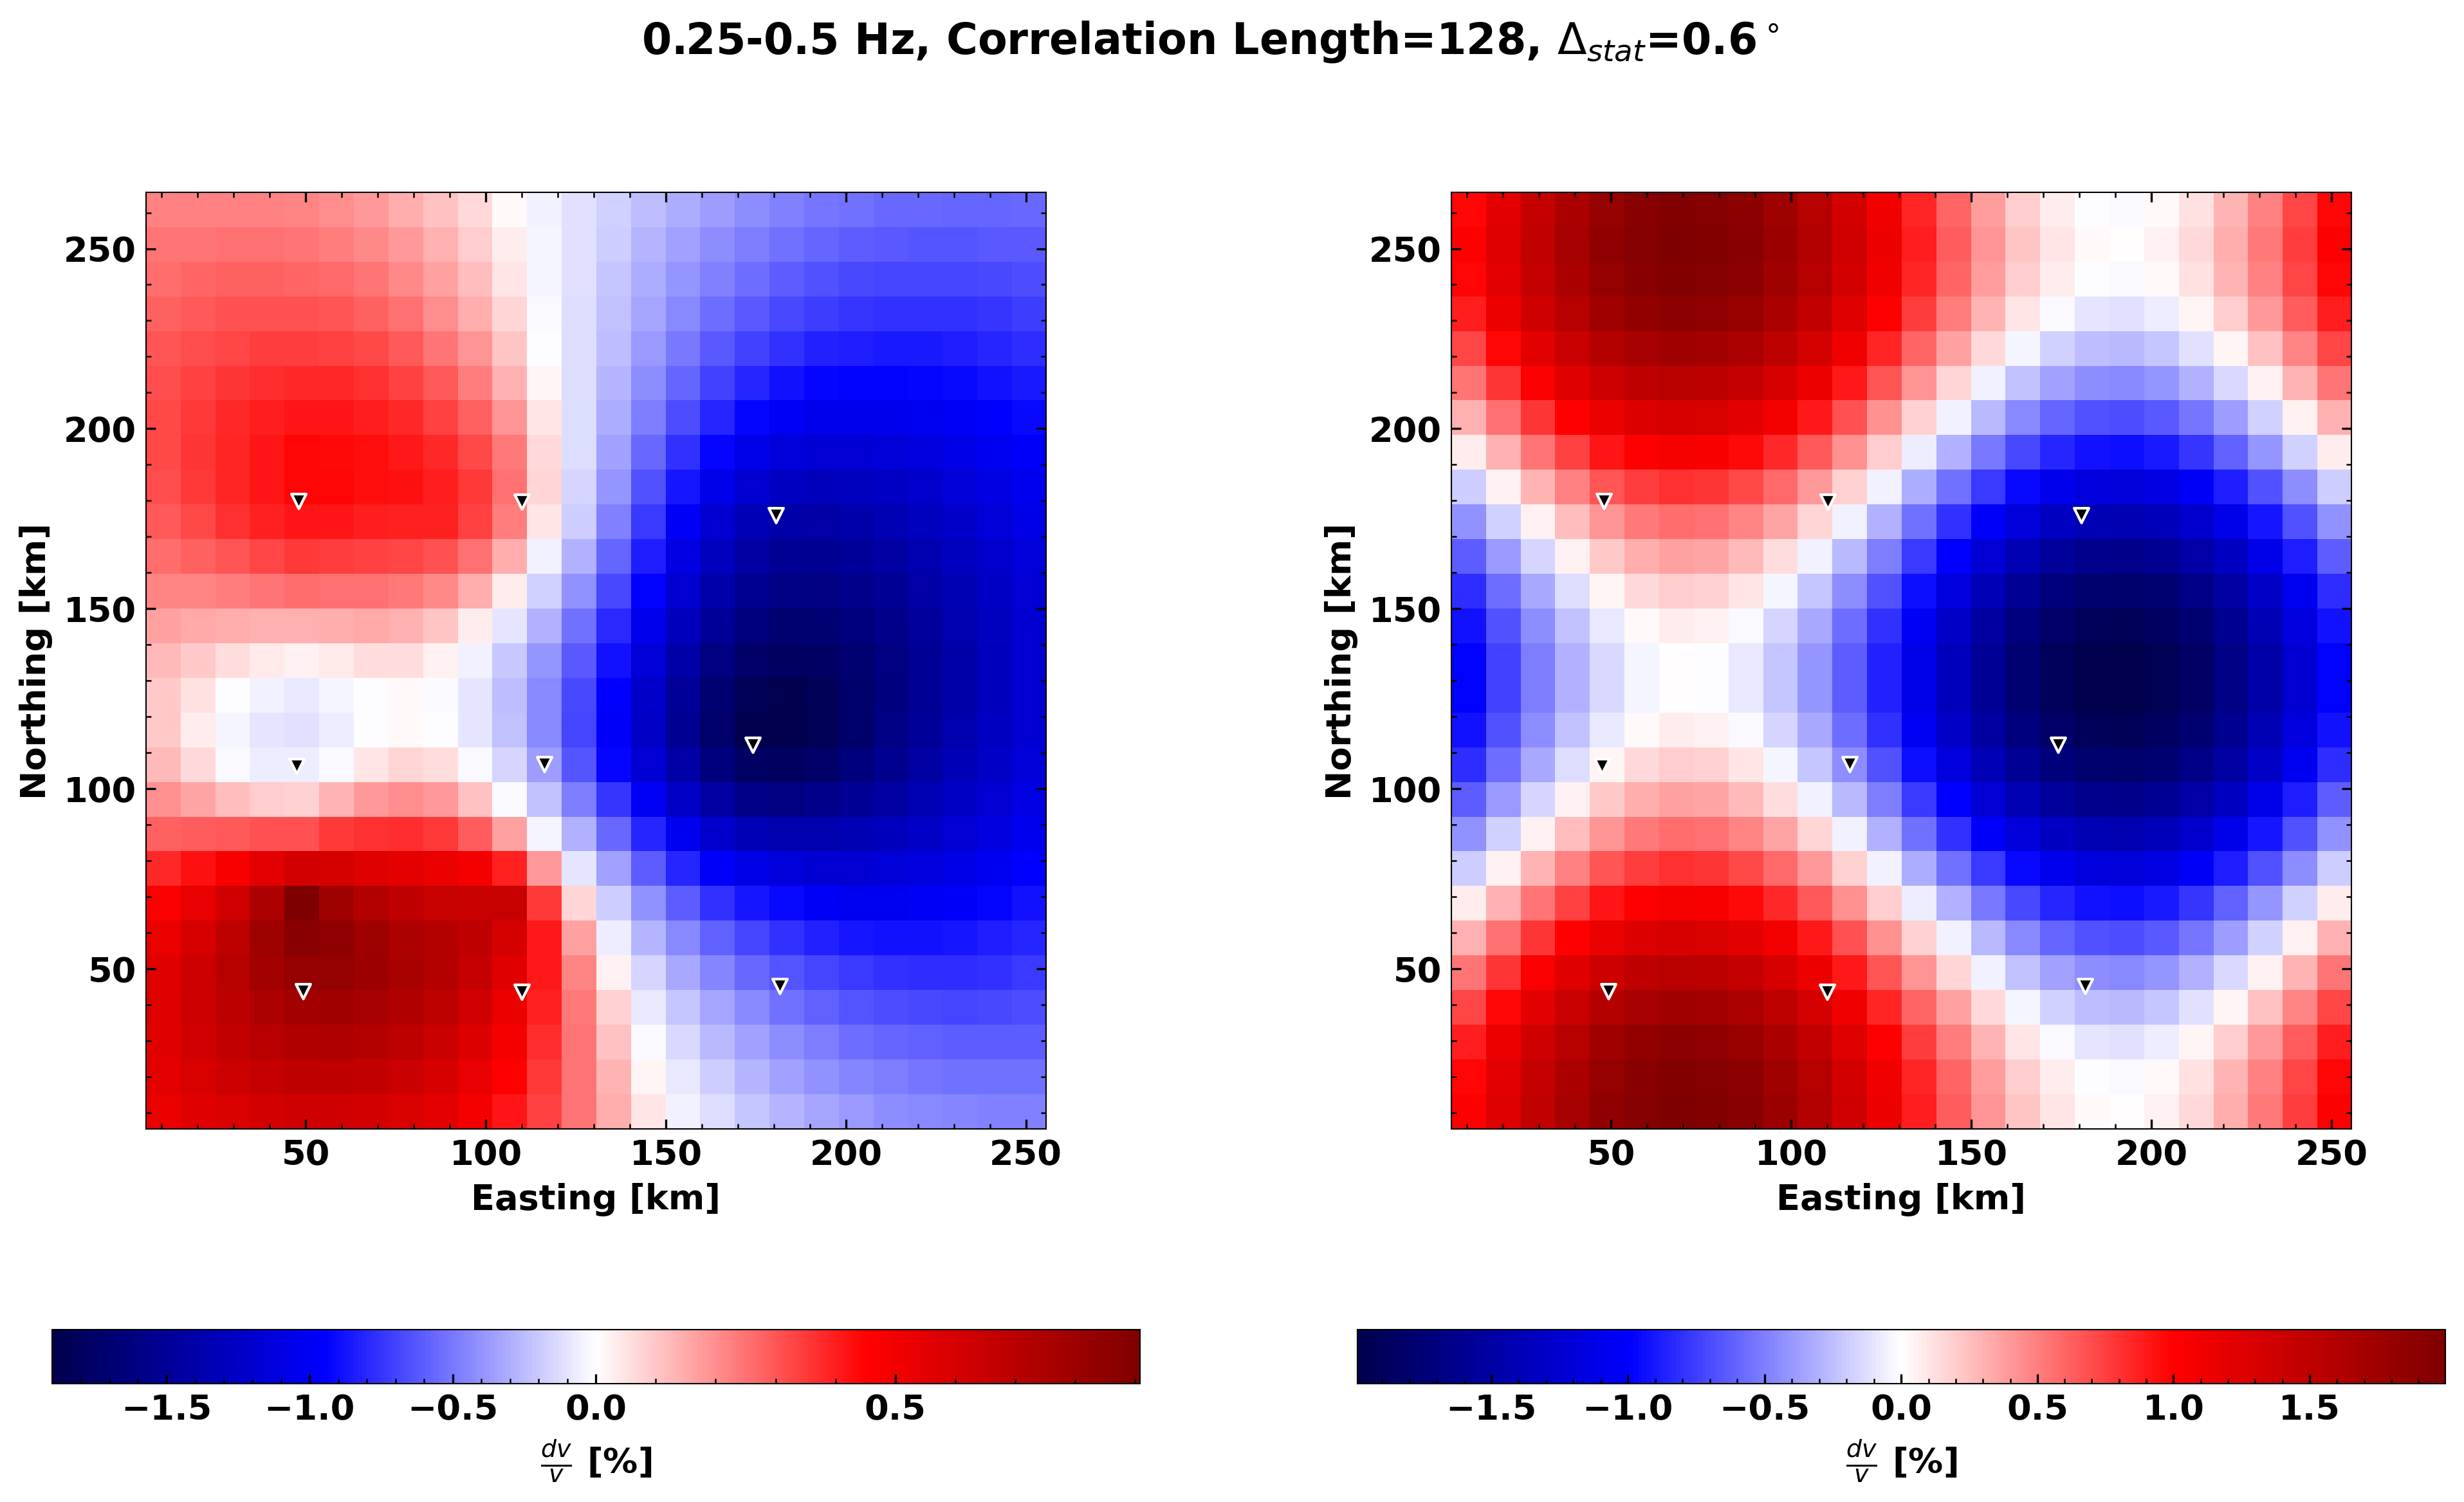 0.25-0.5 Hz, Correlation Length=128, Δstat=0.6°
250
200
150
100
50
Northing [km]
50 100 150 200 250
Easting [km]
−1.5 −1.0 −0.5 0.0 0.5
dv/v [%]
250
200
150
100
50
Northing [km]
50 100 150 200 250
Easting [km]
−1.5 −1.0 −0.5 0.0 0.5 1.0 1.5
dv/v [%]